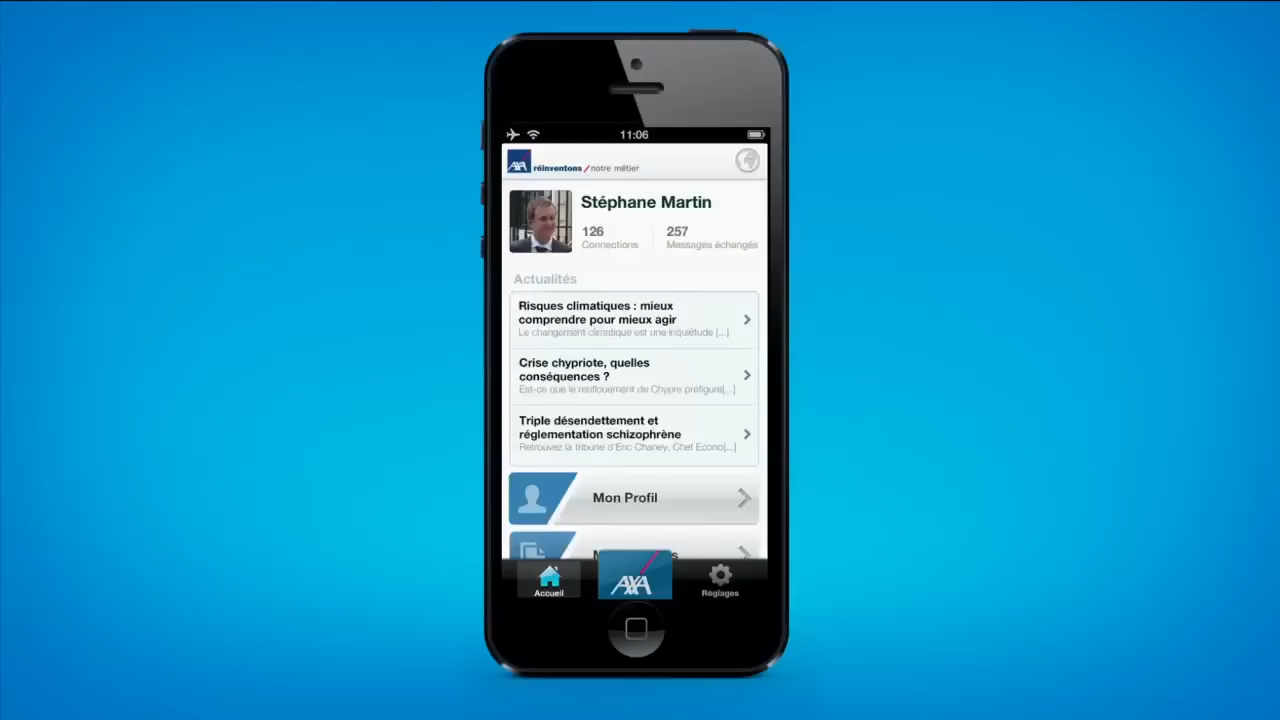 11:06
AXA réinventons / notre métier
Stéphane Martin
126 257
Connections Messages échangés
Actualités
Risques climatiques : mieux
comprendre pour mieux agir
Le changement climatique est une inquiétude [...]
Crise chypriote, quelles
conséquences ?
Est-ce que le renflouement de Chypre préfigure[...]
Triple désendettement et
réglementation schizophrène
Retrouvez la tribune d'Eric Chaney, Chef Econo[...]
Mon Profil
Accueil AXA Réglages